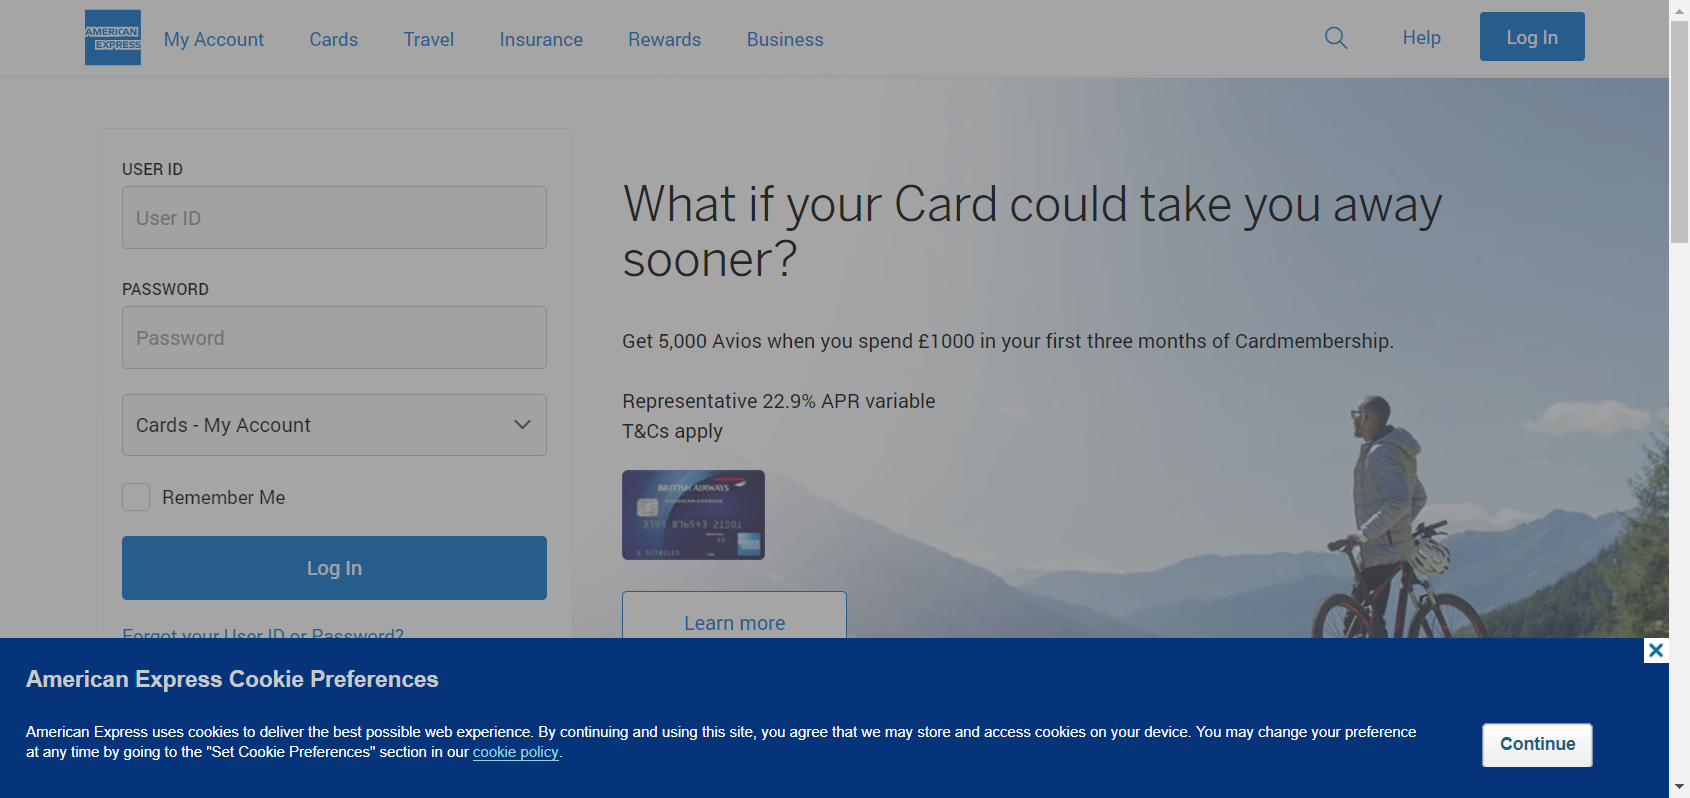 AMERICAN
EXPRESS
My Account
Cards
Travel
Insurance
Rewards
Business
Help
Log In
USER ID
User ID
PASSWORD
Password
Cards - My Account
Remember Me
Log In
Forgot your User ID or Password?
What if your Card could take you away
sooner?
Get 5,000 Avios when you spend £1000 in your first three months of Cardmembership.
Representative 22.9% APR variable
T&Cs apply
BRITISH AIRWAYS
AMERICAN EXPRESS
3759 876543 21001
Learn more
American Express Cookie Preferences
American Express uses cookies to deliver the best possible web experience. By continuing and using this site, you agree that we may store and access cookies on your device. You may change your preference
at any time by going to the "Set Cookie Preferences" section in our cookie policy.
Continue